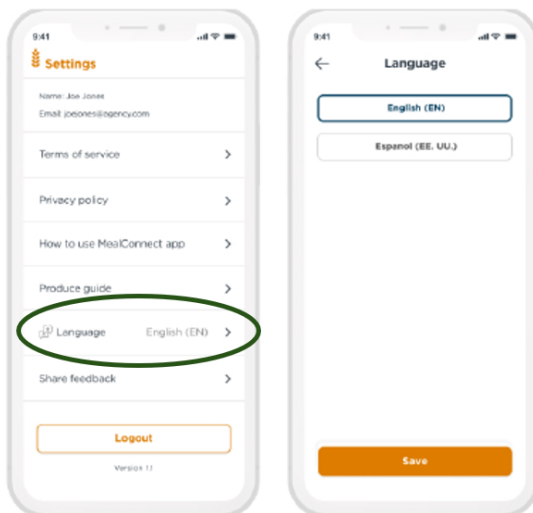 9:41
Settings
Name: Joe Jones
Email: joejones@agency.com
Terms of service
Privacy policy
How to use MealConnect app
Produce guide
Language English (EN)
Share feedback
Logout
Version 1.1
9:41
Language
English (EN)
Espanol (EE. UU.)
Save